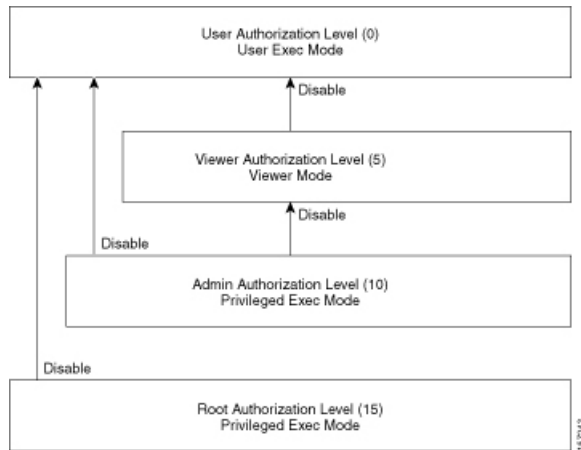 User Authorization Level (0)
User Exec Mode
Disable
Viewer Authorization Level (5)
Viewer Mode
Disable
Disable
Admin Authorization Level (10)
Privileged Exec Mode
Disable
Root Authorization Level (15)
Privileged Exec Mode